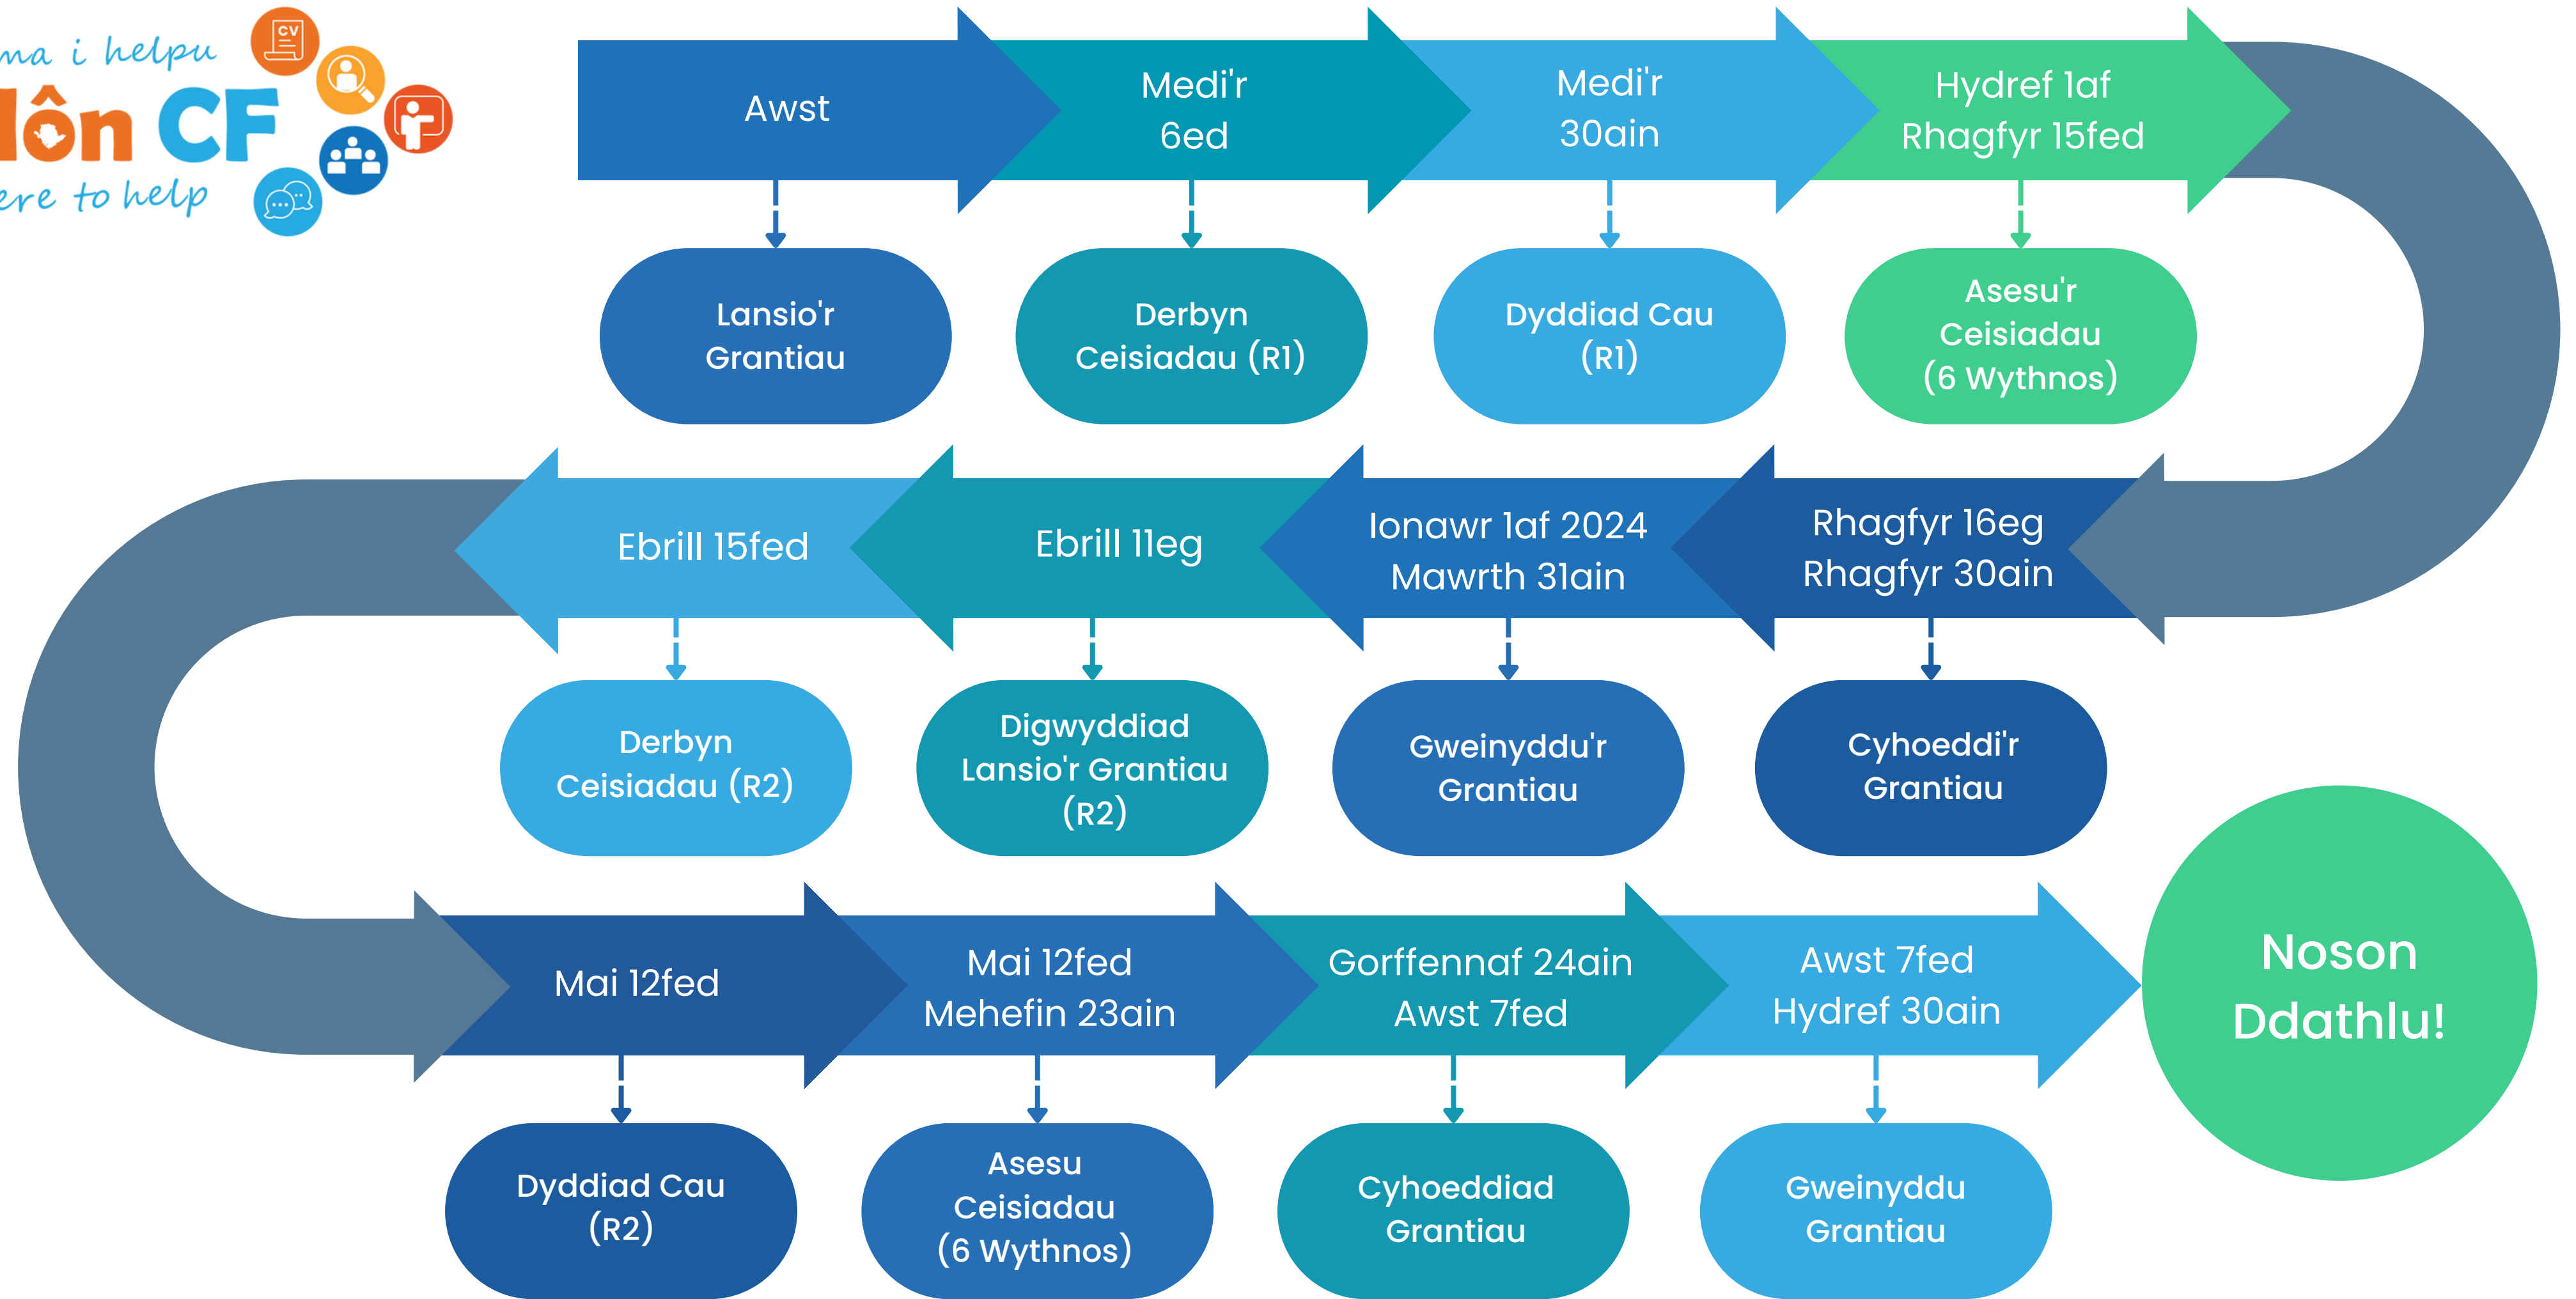 i helpu
CV
CF
to help
Awst
Medi'r
6ed
Medi'r
30ain
Hydref 1af
Rhagfyr 15fed
Lansio'r
Grantiau
Derbyn
Ceisiadau (R1)
Dyddiad Cau
(R1)
Asesu'r
Ceisiadau
(6 Wythnos)
Rhagfyr 16eg
Rhagfyr 30ain
Ionawr 1af 2024
Mawrth 31ain
Ebrill 11eg
Ebrill 15fed
Cyhoeddi'r
Grantiau
Gweinyddu'r
Grantiau
Digwyddiad
Lansio'r Grantiau
(R2)
Derbyn
Ceisiadau (R2)
Mai 12fed
Mai 12fed
Mehefin 23ain
Gorffennaf 24ain
Awst 7fed
Awst 7fed
Hydref 30ain
Noson
Ddathlu!
Dyddiad Cau
(R2)
Asesu
Ceisiadau
(6 Wythnos)
Cyhoeddiad
Grantiau
Gweinyddu
Grantiau